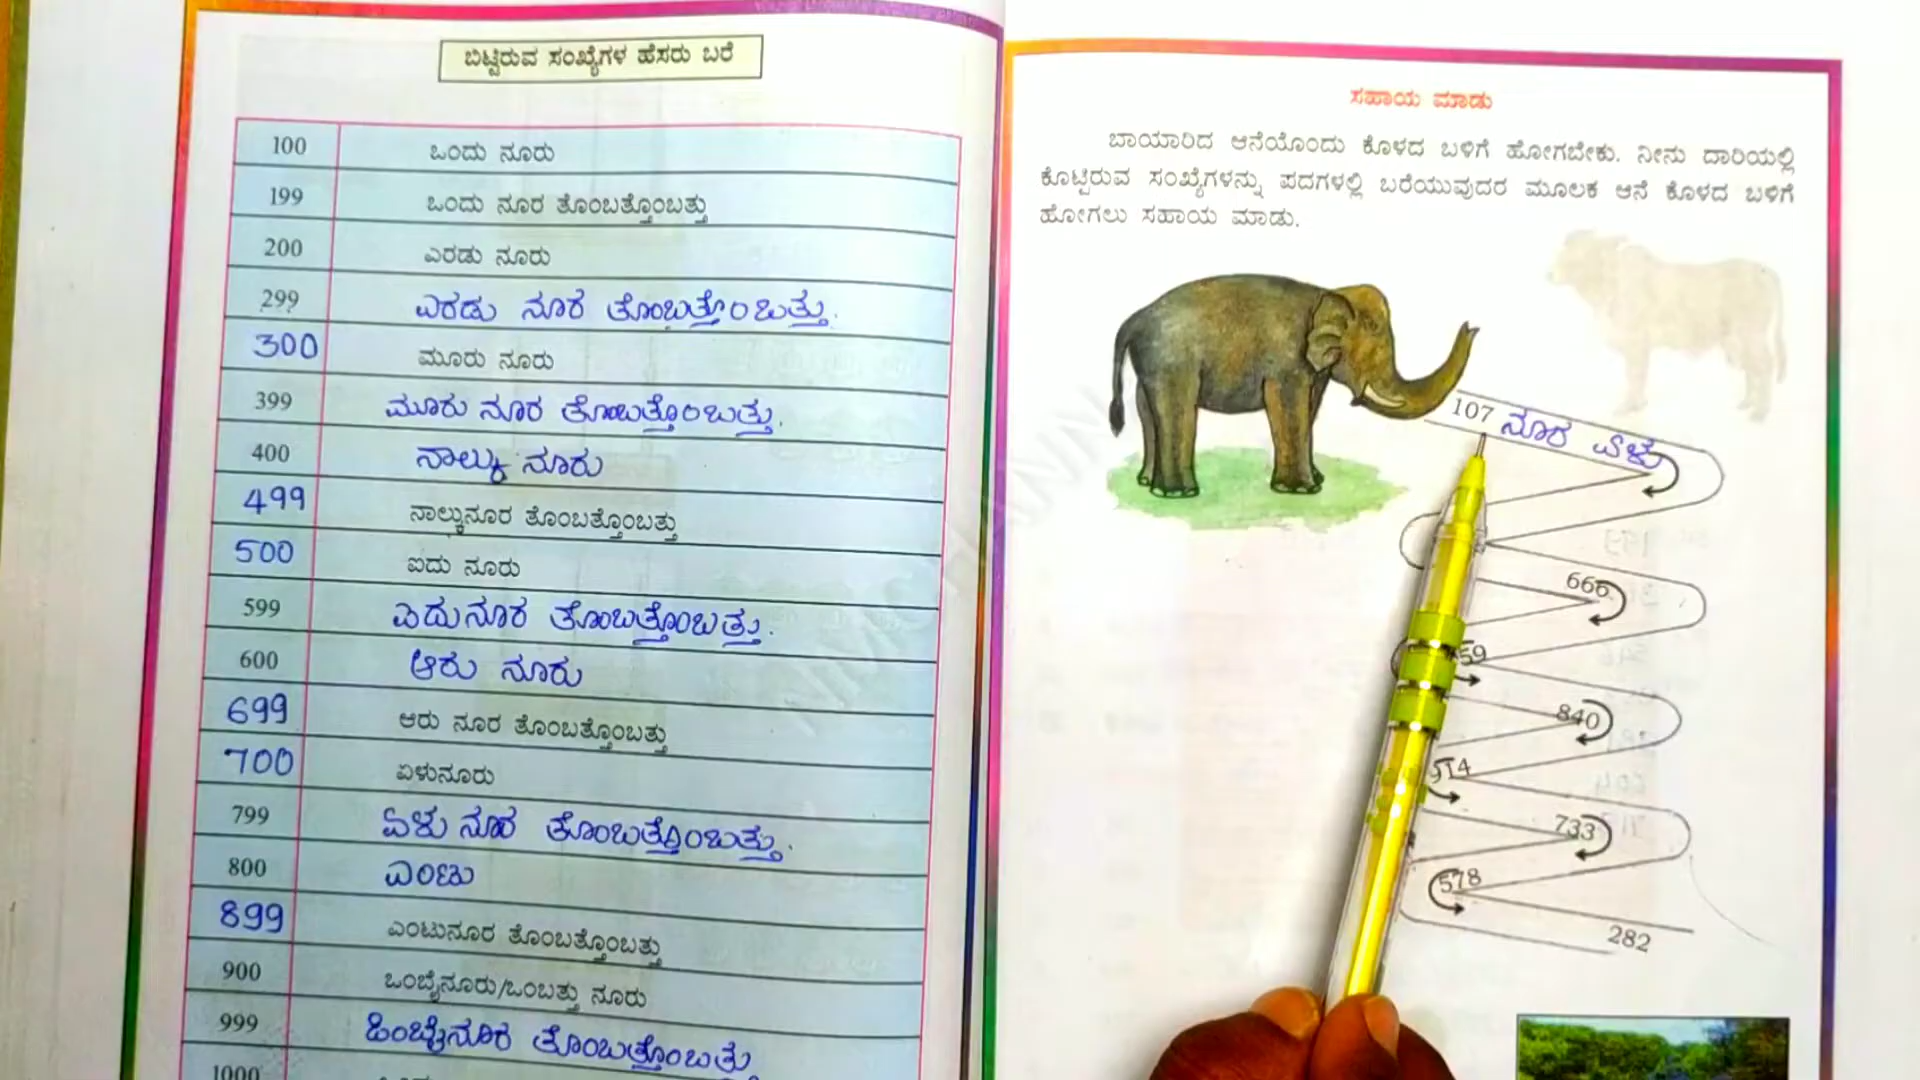 ಬಿಟ್ಟಿರುವ ಸಂಖ್ಯೆಗಳ ಹೆಸರು ಬರೆ
100 ಒಂದು ನೂರು
199 ಒಂದು ನೂರ ತೊಂಬತ್ತೊಂಬತ್ತು
200 ಎರಡು ನೂರು
299 ಎರಡು ನೂರ ತೊಂಬತ್ತೊಂಬತ್ತು.
300 ಮೂರು ನೂರು
399 ಮೂರು ನೂರ ತೊಂಬತ್ತೊಂಬತ್ತು.
400 ನಾಲ್ಕು ನೂರು
499 ನಾಲ್ಕುನೂರ ತೊಂಬತ್ತೊಂಬತ್ತು
500 ಐದು ನೂರು
599 ಐದುನೂರ ತೊಂಬತ್ತೊಂಬತ್ತು.
600 ಆರು ನೂರು
699 ಆರು ನೂರ ತೊಂಬತ್ತೊಂಬತ್ತು
700 ಏಳುನೂರು
799 ಏಳು ನೂರ ತೊಂಬತ್ತೊಂಬತ್ತು.
800 ಎಂಟು
899 ಎಂಟುನೂರ ತೊಂಬತ್ತೊಂಬತ್ತು
900 ಒಂಬೈನೂರು/ಒಂಬತ್ತು ನೂರು
999 ಒಂಬೈನೂರ ತೊಂಬತ್ತೊಂಬತ್ತು
1000
ಸಹಾಯ ಮಾಡು
ಬಾಯಾರಿದ ಆನೆಯೊಂದು ಕೊಳದ ಬಳಿಗೆ ಹೋಗಬೇಕು. ನೀನು ದಾರಿಯಲ್ಲಿ
ಕೊಟ್ಟಿರುವ ಸಂಖ್ಯೆಗಳನ್ನು ಪದಗಳಲ್ಲಿ ಬರೆಯುವುದರ ಮೂಲಕ ಆನೆ ಕೊಳದ ಬಳಿಗೆ
ಹೋಗಲು ಸಹಾಯ ಮಾಡು.
107 ನೂರ ಏಳು
666
59
840
914
733
578
282